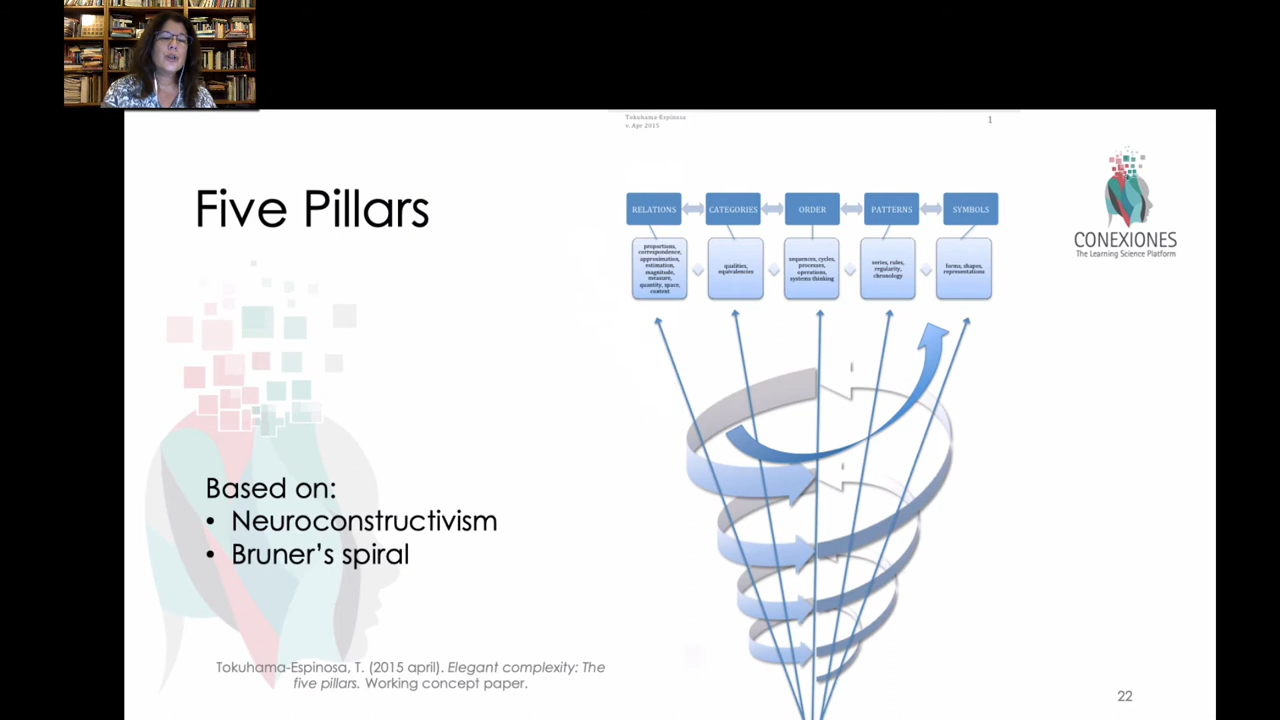 Tokuhama-Espinosa
v. Apr 2015
1
Five Pillars
RELATIONS
CATEGORIES
ORDER
PATTERNS
SYMBOLS
proportions,
correspondence,
approximation,
estimation,
magnitude,
measure,
quantity, space,
context
qualities,
equivalencies
sequences, cycles,
processes,
operations,
systems thinking
series, rules,
regularity,
chronology
forms, shapes,
representations
CONEXIONES
The Learning Science Platform
Based on:
• Neuroconstructivism
• Bruner’s spiral
Tokuhama-Espinosa, T. (2015 april). Elegant complexity: The
five pillars. Working concept paper.
22